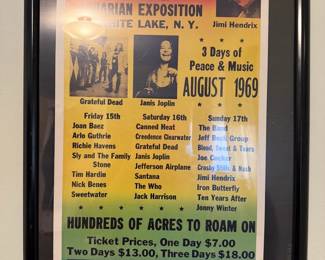 ARIAN EXPOSITION
ITE LAKE, N. Y.
Jimi Hendrix
3 Days of
Peace & Music
AUGUST 1969
Grateful Dead
Janis Joplin
Friday 15th
Joan Baez
Arlo Guthrie
Richie Havens
Sly and The Family
Stone
Tim Hardin
Nick Benes
Sweetwater
Saturday 16th
Canned Heat
Creedence Clearwater
Grateful Dead
Janis Joplin
Jefferson Airplane
Santana
The Who
Jack Harrison
Sunday 17th
The Band
Jeff Beck Group
Blood, Sweat & Tears
Joe Cocker
Crosby Stills & Nash
Jimi Hendrix
Iron Butterfly
Ten Years After
Jonny Winter
HUNDREDS OF ACRES TO ROAM ON
Ticket Prices, One Day $7.00
Two Days $13.00, Three Days $18.00